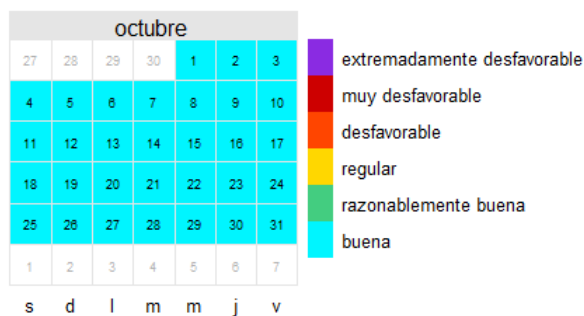 octubre
27 28 29 30 1 2 3
4 5 6 7 8 9 10
11 12 13 14 15 16 17
18 19 20 21 22 23 24
25 26 27 28 29 30 31
1 2 3 4 5 6 7
s d l m m j v
extremadamente desfavorable
muy desfavorable
desfavorable
regular
razonablemente buena
buena